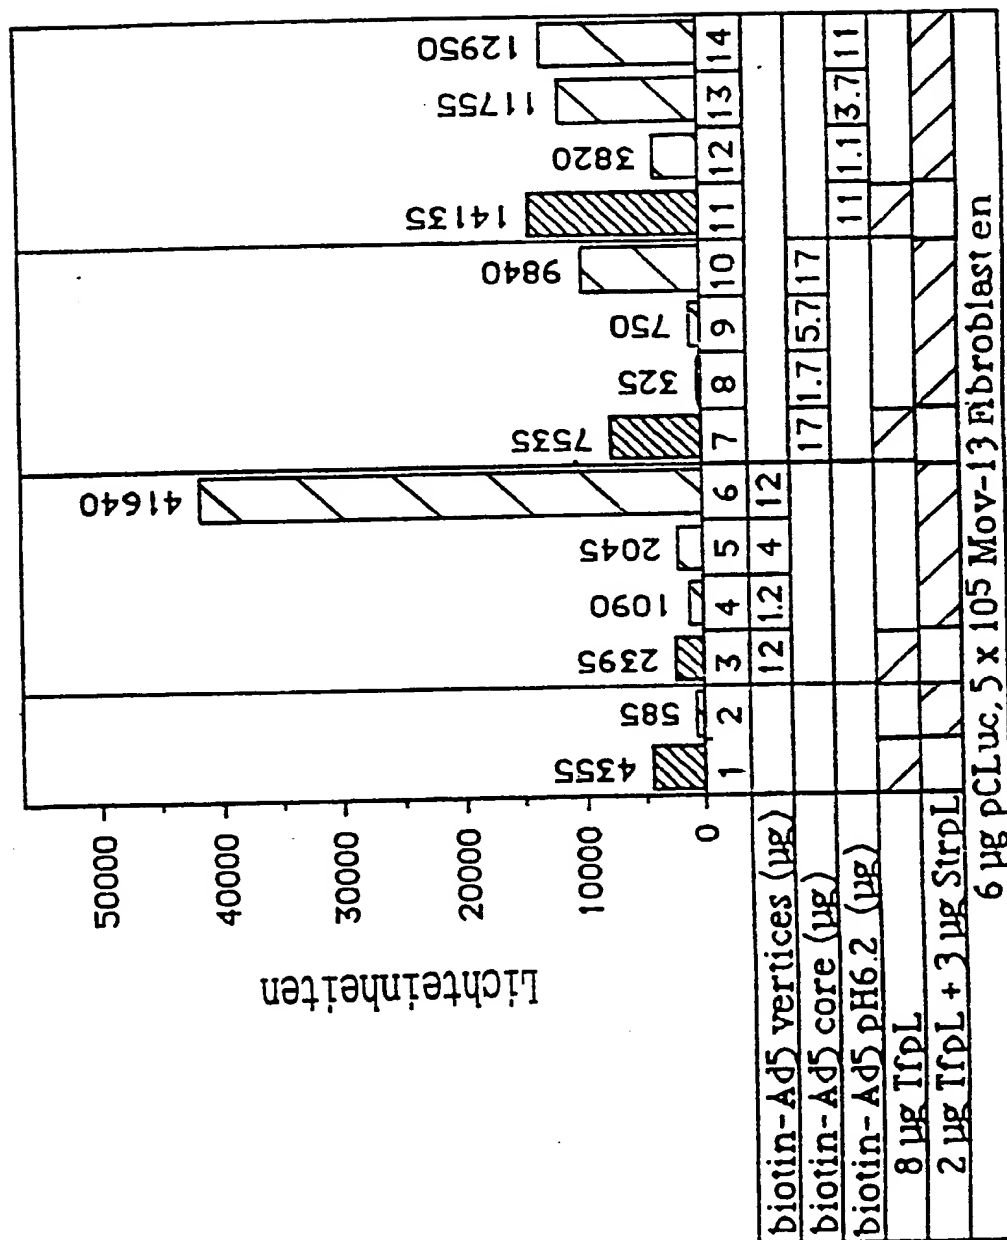 50000
40000
30000
20000
10000
0
Lichteinheiten
4355
585
2395
1090
2045
41640
7535
325
750
9840
14135
3820
11755
12950
1 2 3 4 5 6 7 8 9 10 11 12 13 14
biotin-Ad5 vertices (µg) 12 1.2 4 12
biotin-Ad5 core (µg) 17 1.7 5.7 17
biotin-Ad5 pH6.2 (µg) 11 1.1 3.7 11
8 µg TfpL
2 µg TfpL + 3 µg StrpL
6 µg pCLuc, 5 x 105 Mov-13 Fibroblasten